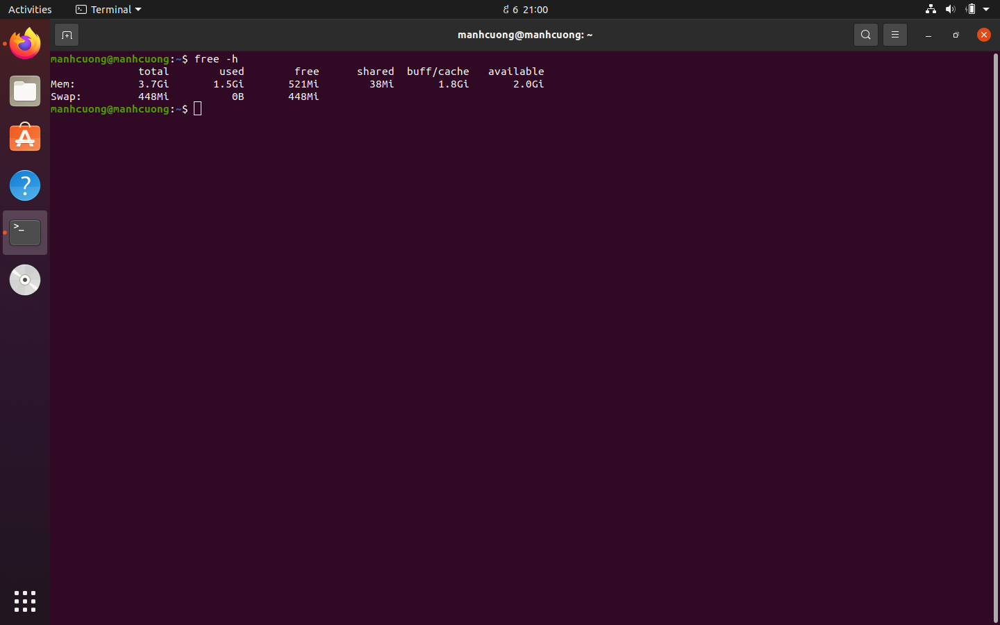 Activities Terminal 6 21:00
manhcuong@manhcuong: ~
manhcuong@manhcuong:~$ free -h
              total        used        free      shared  buff/cache   available
Mem:          3.7Gi       1.5Gi       521Mi        38Mi       1.8Gi       2.0Gi
Swap:         448Mi          0B       448Mi
manhcuong@manhcuong:~$